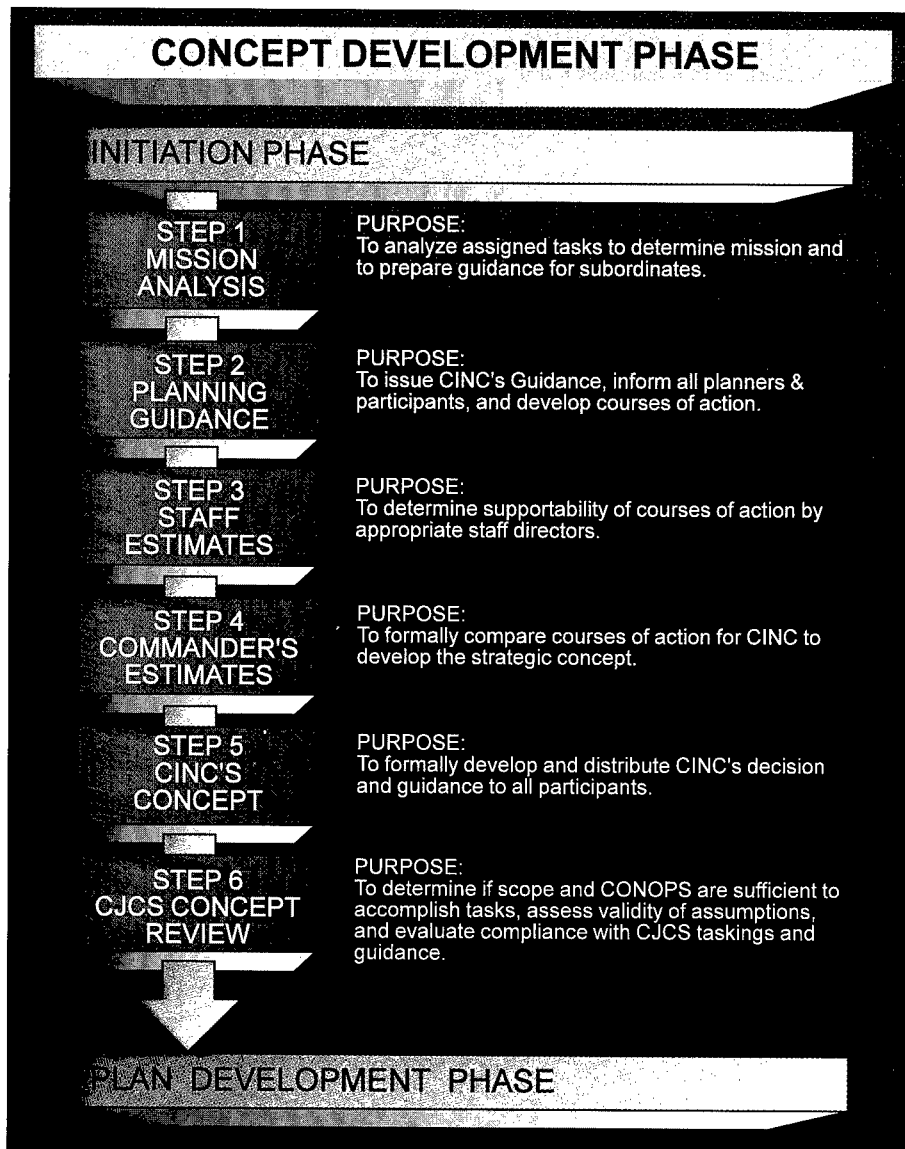 CONCEPT DEVELOPMENT PHASE
INITIATION PHASE
STEP 1
MISSION
ANALYSIS
PURPOSE:
To analyze assigned tasks to determine mission and
to prepare guidance for subordinates.
STEP 2
PLANNING
GUIDANCE
PURPOSE:
To issue CINC's Guidance, inform all planners &
participants, and develop courses of action.
STEP 3
STAFF
ESTIMATES
PURPOSE:
To determine supportability of courses of action by
appropriate staff directors.
STEP 4
COMMANDER'S
ESTIMATES
PURPOSE:
To formally compare courses of action for CINC to
develop the strategic concept.
STEP 5
CINC'S
CONCEPT
PURPOSE:
To formally develop and distribute CINC's decision
and guidance to all participants.
STEP 6
CJCS CONCEPT
REVIEW
PURPOSE:
To determine if scope and CONOPS are sufficient to
accomplish tasks, assess validity of assumptions,
and evaluate compliance with CJCS taskings and
guidance.
PLAN DEVELOPMENT PHASE